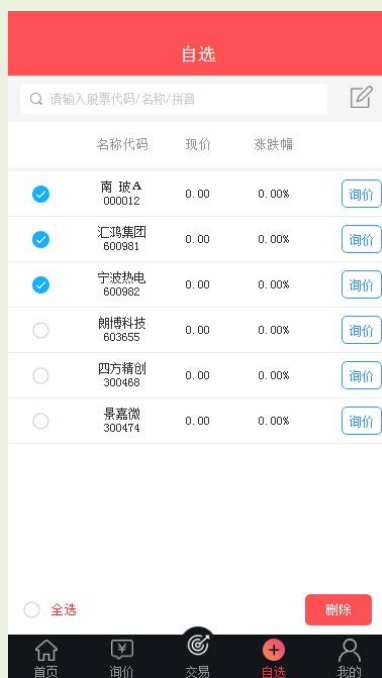 自选
请输入股票代码/名称/拼音
名称代码 现价 涨跌幅
南 玻A 0.00 0.00% 询价
000012
汇鸿集团 0.00 0.00% 询价
600981
宁波热电 0.00 0.00% 询价
600982
朗博科技 0.00 0.00% 询价
603655
四方精创 0.00 0.00% 询价
300468
景嘉微 0.00 0.00% 询价
300474
全选 删除
首页 询价 交易 自选 我的